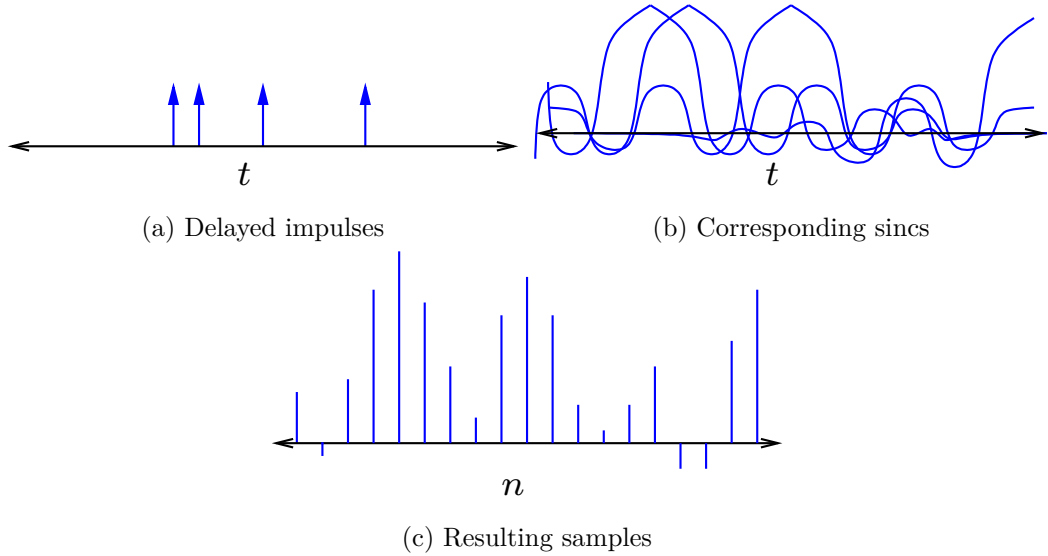 t
t
(a) Delayed impulses
(b) Corresponding sincs
n
(c) Resulting samples